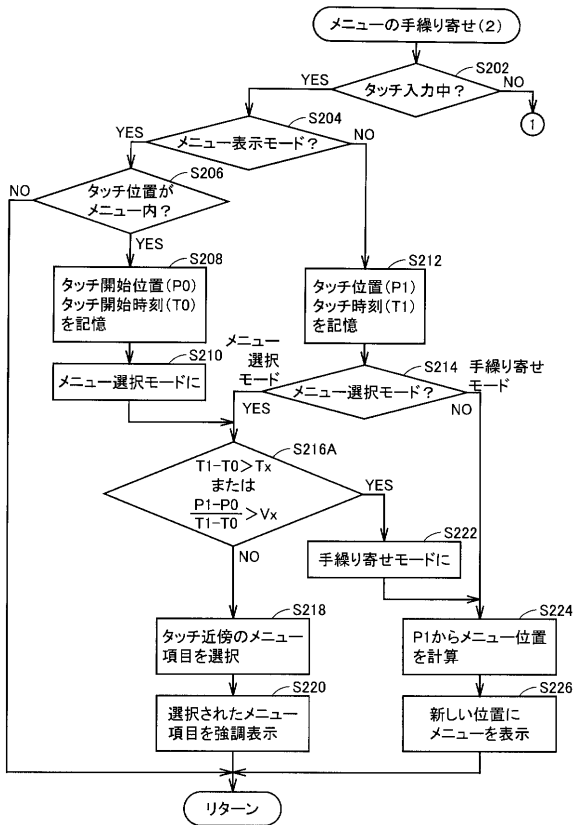 メニューの手繰り寄せ(2)
S202
タッチ入力中？
YES
NO
1
S204
メニュー表示モード？
YES
NO
S206
タッチ位置が
メニュー内？
NO
YES
S208
タッチ開始位置(P0)
タッチ開始時刻(T0)
を記憶
S210
メニュー選択モードに
S212
タッチ位置(P1)
タッチ時刻(T1)
を記憶
S214
メニュー選択モード？
メニュー
選択
モード
YES
手繰り寄せ
モード
NO
S216A
T1-T0>Tx
または
P1-P0
T1-T0
>Vx
YES
NO
S222
手繰り寄せモードに
S218
タッチ近傍のメニュー
項目を選択
S220
選択されたメニュー
項目を強調表示
S224
P1からメニュー位置
を計算
S226
新しい位置に
メニューを表示
リターン